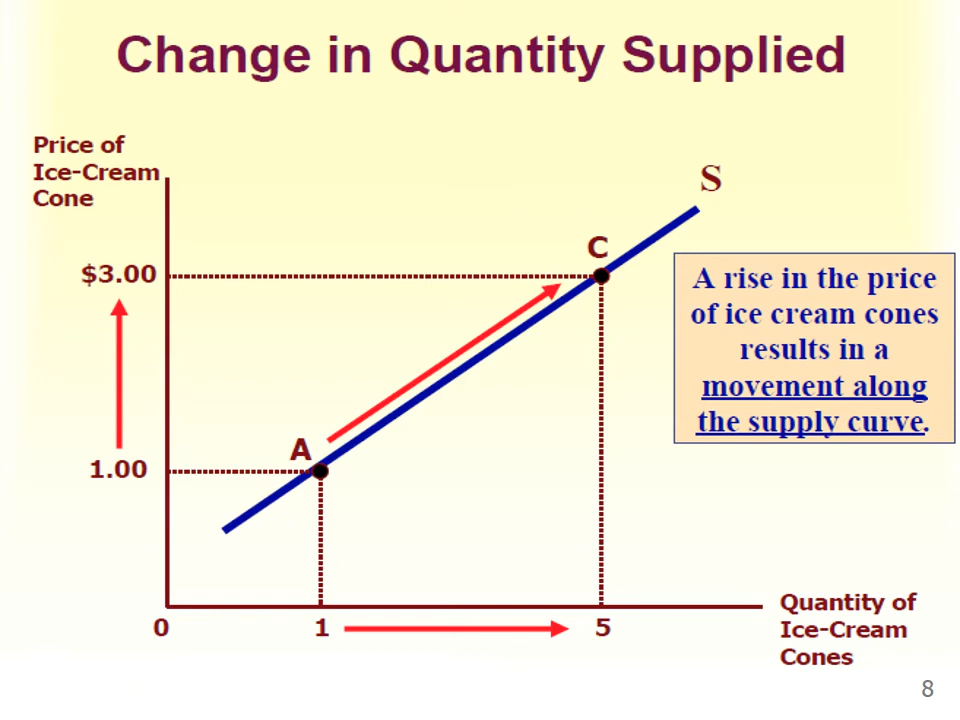 Change in Quantity Supplied
Price of
Ice-Cream
Cone
S
C
$3.00
A rise in the price
of ice cream cones
results in a
movement along
the supply curve.
A
1.00
0
1
5
Quantity of
Ice-Cream
Cones
8